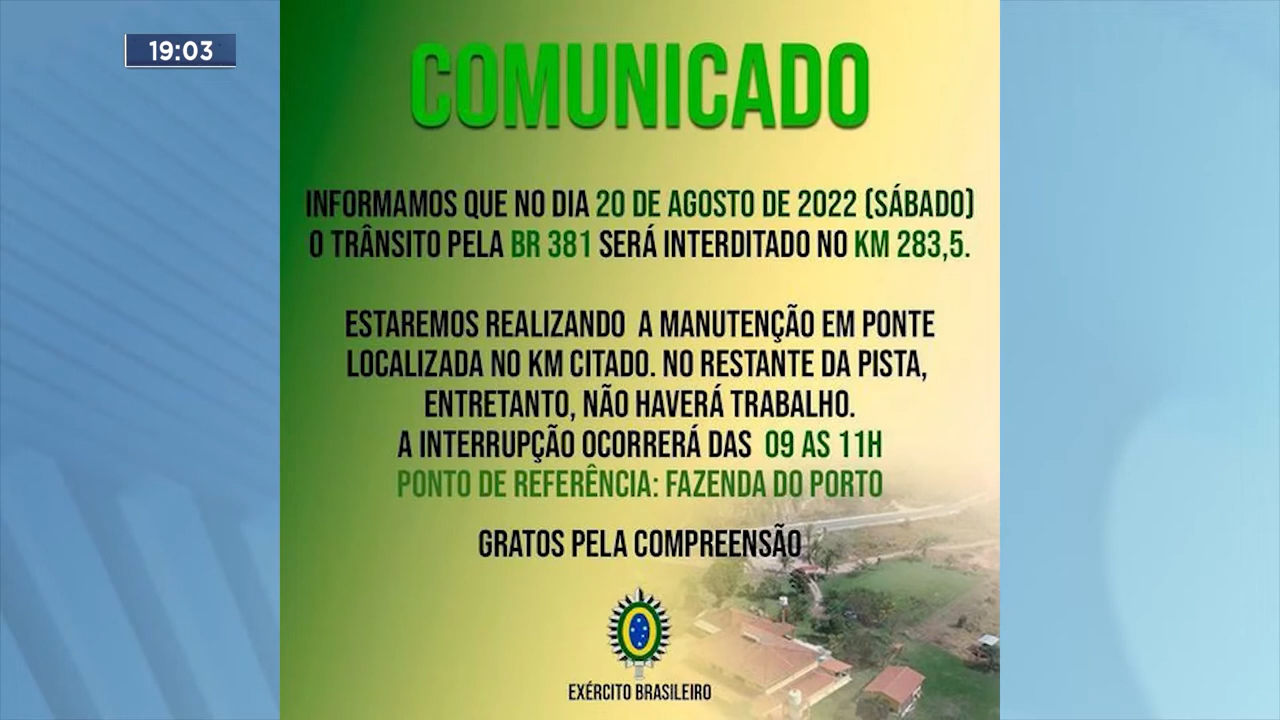 19:03
COMUNICADO
INFORMAMOS QUE NO DIA 20 DE AGOSTO DE 2022 (SÁBADO)
O TRÂNSITO PELA BR 381 SERÁ INTERDITADO NO KM 283,5.
ESTAREMOS REALIZANDO A MANUTENÇÃO EM PONTE
LOCALIZADA NO KM CITADO. NO RESTANTE DA PISTA,
ENTRETANTO, NÃO HAVERÁ TRABALHO.
A INTERRUPÇÃO OCORRERÁ DAS 09 AS 11H
PONTO DE REFERÊNCIA: FAZENDA DO PORTO
GRATOS PELA COMPREENSÃO
EXÉRCITO BRASILEIRO